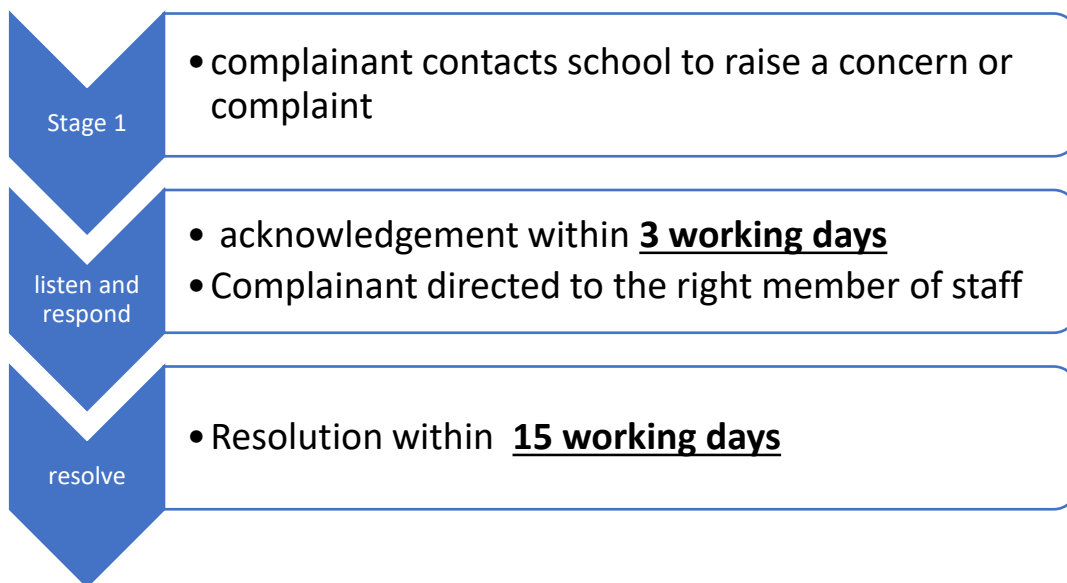 Stage 1
• complainant contacts school to raise a concern or
complaint
listen and
respond
• acknowledgement within 3 working days
• Complainant directed to the right member of staff
resolve
• Resolution within 15 working days